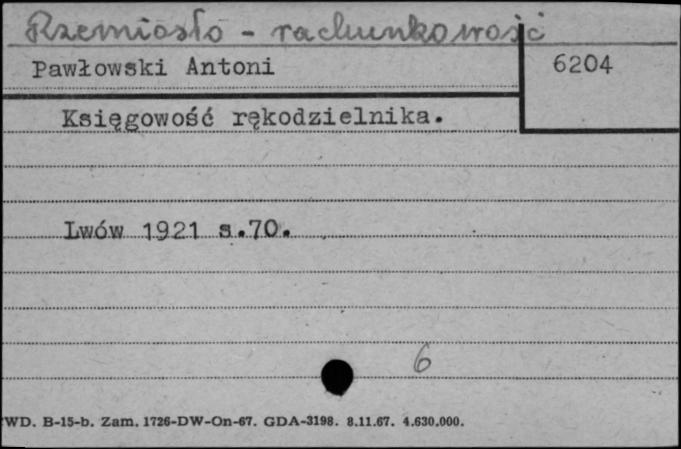 Rzemiosło - rachunkowość
Pawłowski Antoni
6204
Księgowość rękodzielnika.
Lwów 1921 s.70.
6
WD. B-15-b. Zam. 1726-DW-On-67. GDA-3198. 8.11.67. 4.630.000.